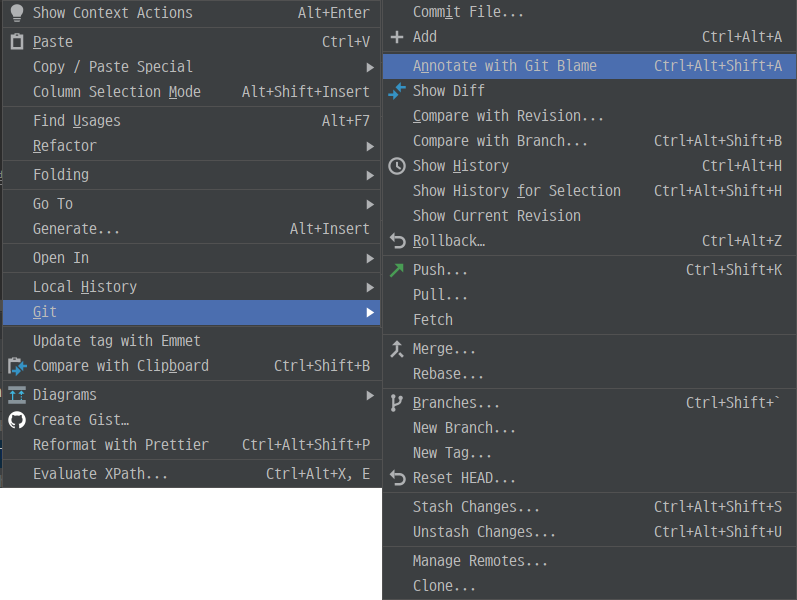 Show Context Actions Alt+Enter
Paste Ctrl+V
Copy / Paste Special
Column Selection Mode Alt+Shift+Insert
Find Usages Alt+F7
Refactor
Folding
Go To
Generate... Alt+Insert
Open In
Local History
Git
Update tag with Emmet
Compare with Clipboard Ctrl+Shift+B
Diagrams
Create Gist…
Reformat with Prettier Ctrl+Alt+Shift+P
Evaluate XPath... Ctrl+Alt+X, E
Commit File...
Add Ctrl+Alt+A
Annotate with Git Blame Ctrl+Alt+Shift+A
Show Diff
Compare with Revision...
Compare with Branch... Ctrl+Alt+Shift+B
Show History Ctrl+Alt+H
Show History for Selection Ctrl+Alt+Shift+H
Show Current Revision
Rollback… Ctrl+Alt+Z
Push... Ctrl+Shift+K
Pull...
Fetch
Merge...
Rebase...
Branches... Ctrl+Shift+`
New Branch...
New Tag...
Reset HEAD...
Stash Changes... Ctrl+Alt+Shift+S
Unstash Changes... Ctrl+Alt+Shift+U
Manage Remotes...
Clone...